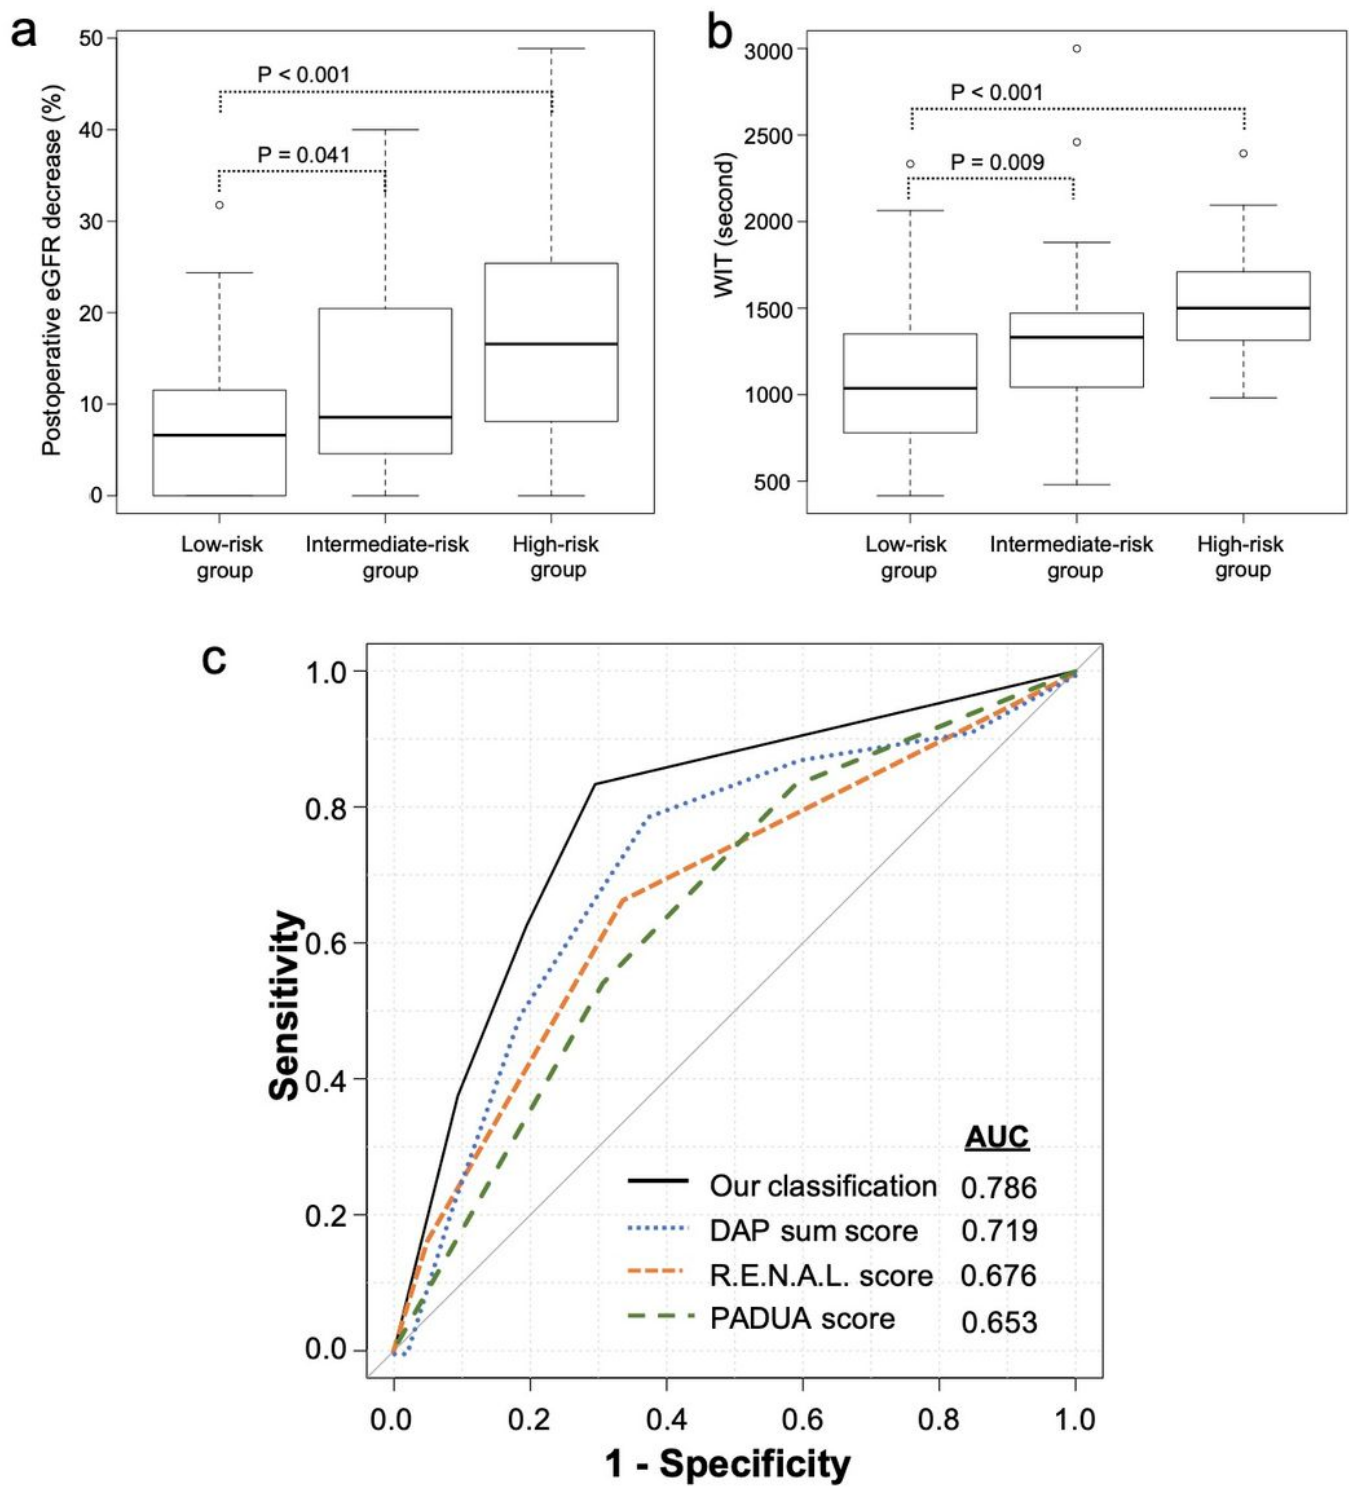 a
Postoperative eGFR decrease (%)
50
40
30
20
10
0
P < 0.001
P = 0.041
Low-risk group
Intermediate-risk group
High-risk group
b
WIT (second)
3000
2500
2000
1500
1000
500
P < 0.001
P = 0.009
Low-risk group
Intermediate-risk group
High-risk group
c
Sensitivity
1.0
0.8
0.6
0.4
0.2
0.0
AUC
Our classification 0.786
DAP sum score 0.719
R.E.N.A.L. score 0.676
PADUA score 0.653
0.0 0.2 0.4 0.6 0.8 1.0
1 - Specificity